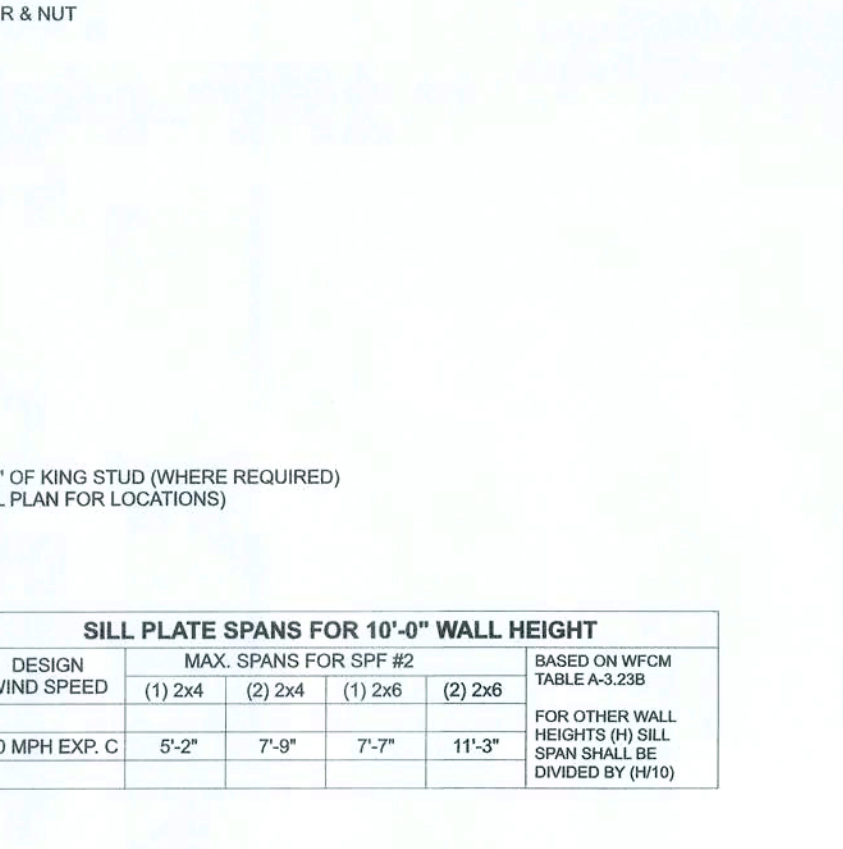 R & NUT
" OF KING STUD (WHERE REQUIRED)
PLAN FOR LOCATIONS)
SILL PLATE SPANS FOR 10'-0" WALL HEIGHT
DESIGN
WIND SPEED
MAX. SPANS FOR SPF #2
(1) 2x4 (2) 2x4 (1) 2x6 (2) 2x6
0 MPH EXP. C 5'-2" 7'-9" 7'-7" 11'-3"
BASED ON WFCM
TABLE A-3.23B
FOR OTHER WALL
HEIGHTS (H) SILL
SPAN SHALL BE
DIVIDED BY (H/10)